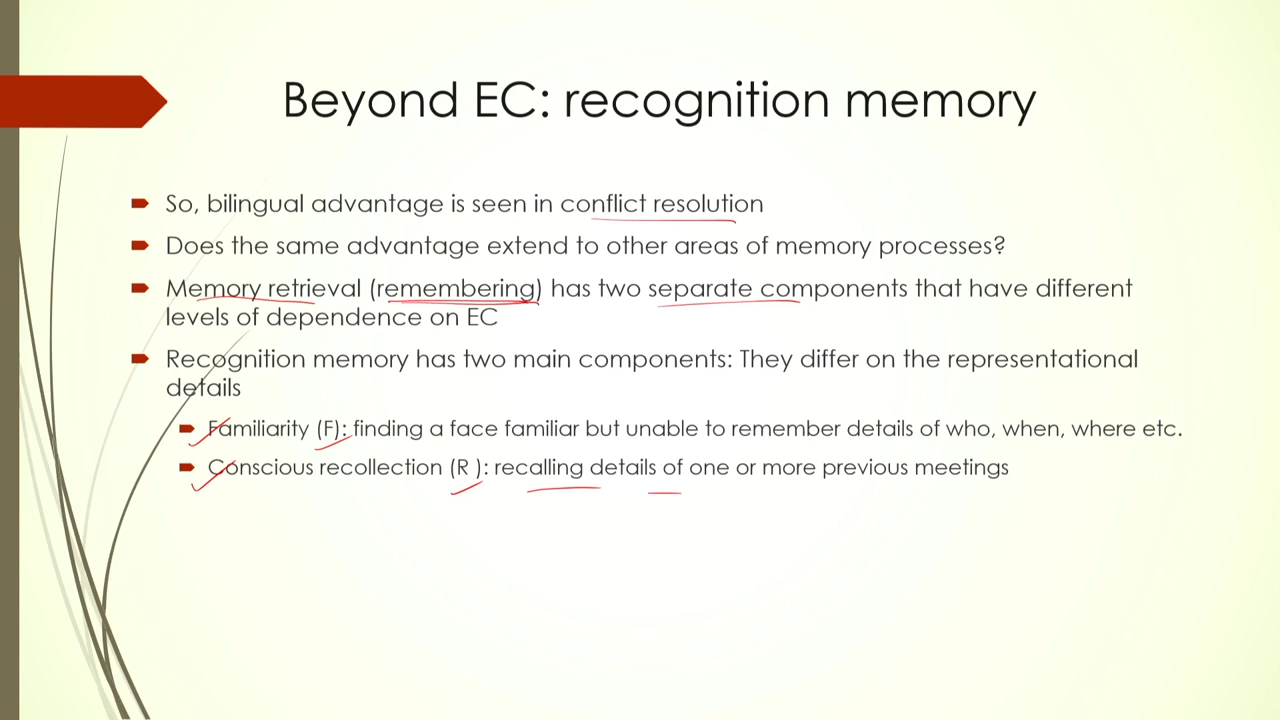 Beyond EC: recognition memory
So, bilingual advantage is seen in conflict resolution
Does the same advantage extend to other areas of memory processes?
Memory retrieval (remembering) has two separate components that have different
levels of dependence on EC
Recognition memory has two main components: They differ on the representational
details
Familiarity (F): finding a face familiar but unable to remember details of who, when, where etc.
Conscious recollection (R ): recalling details of one or more previous meetings